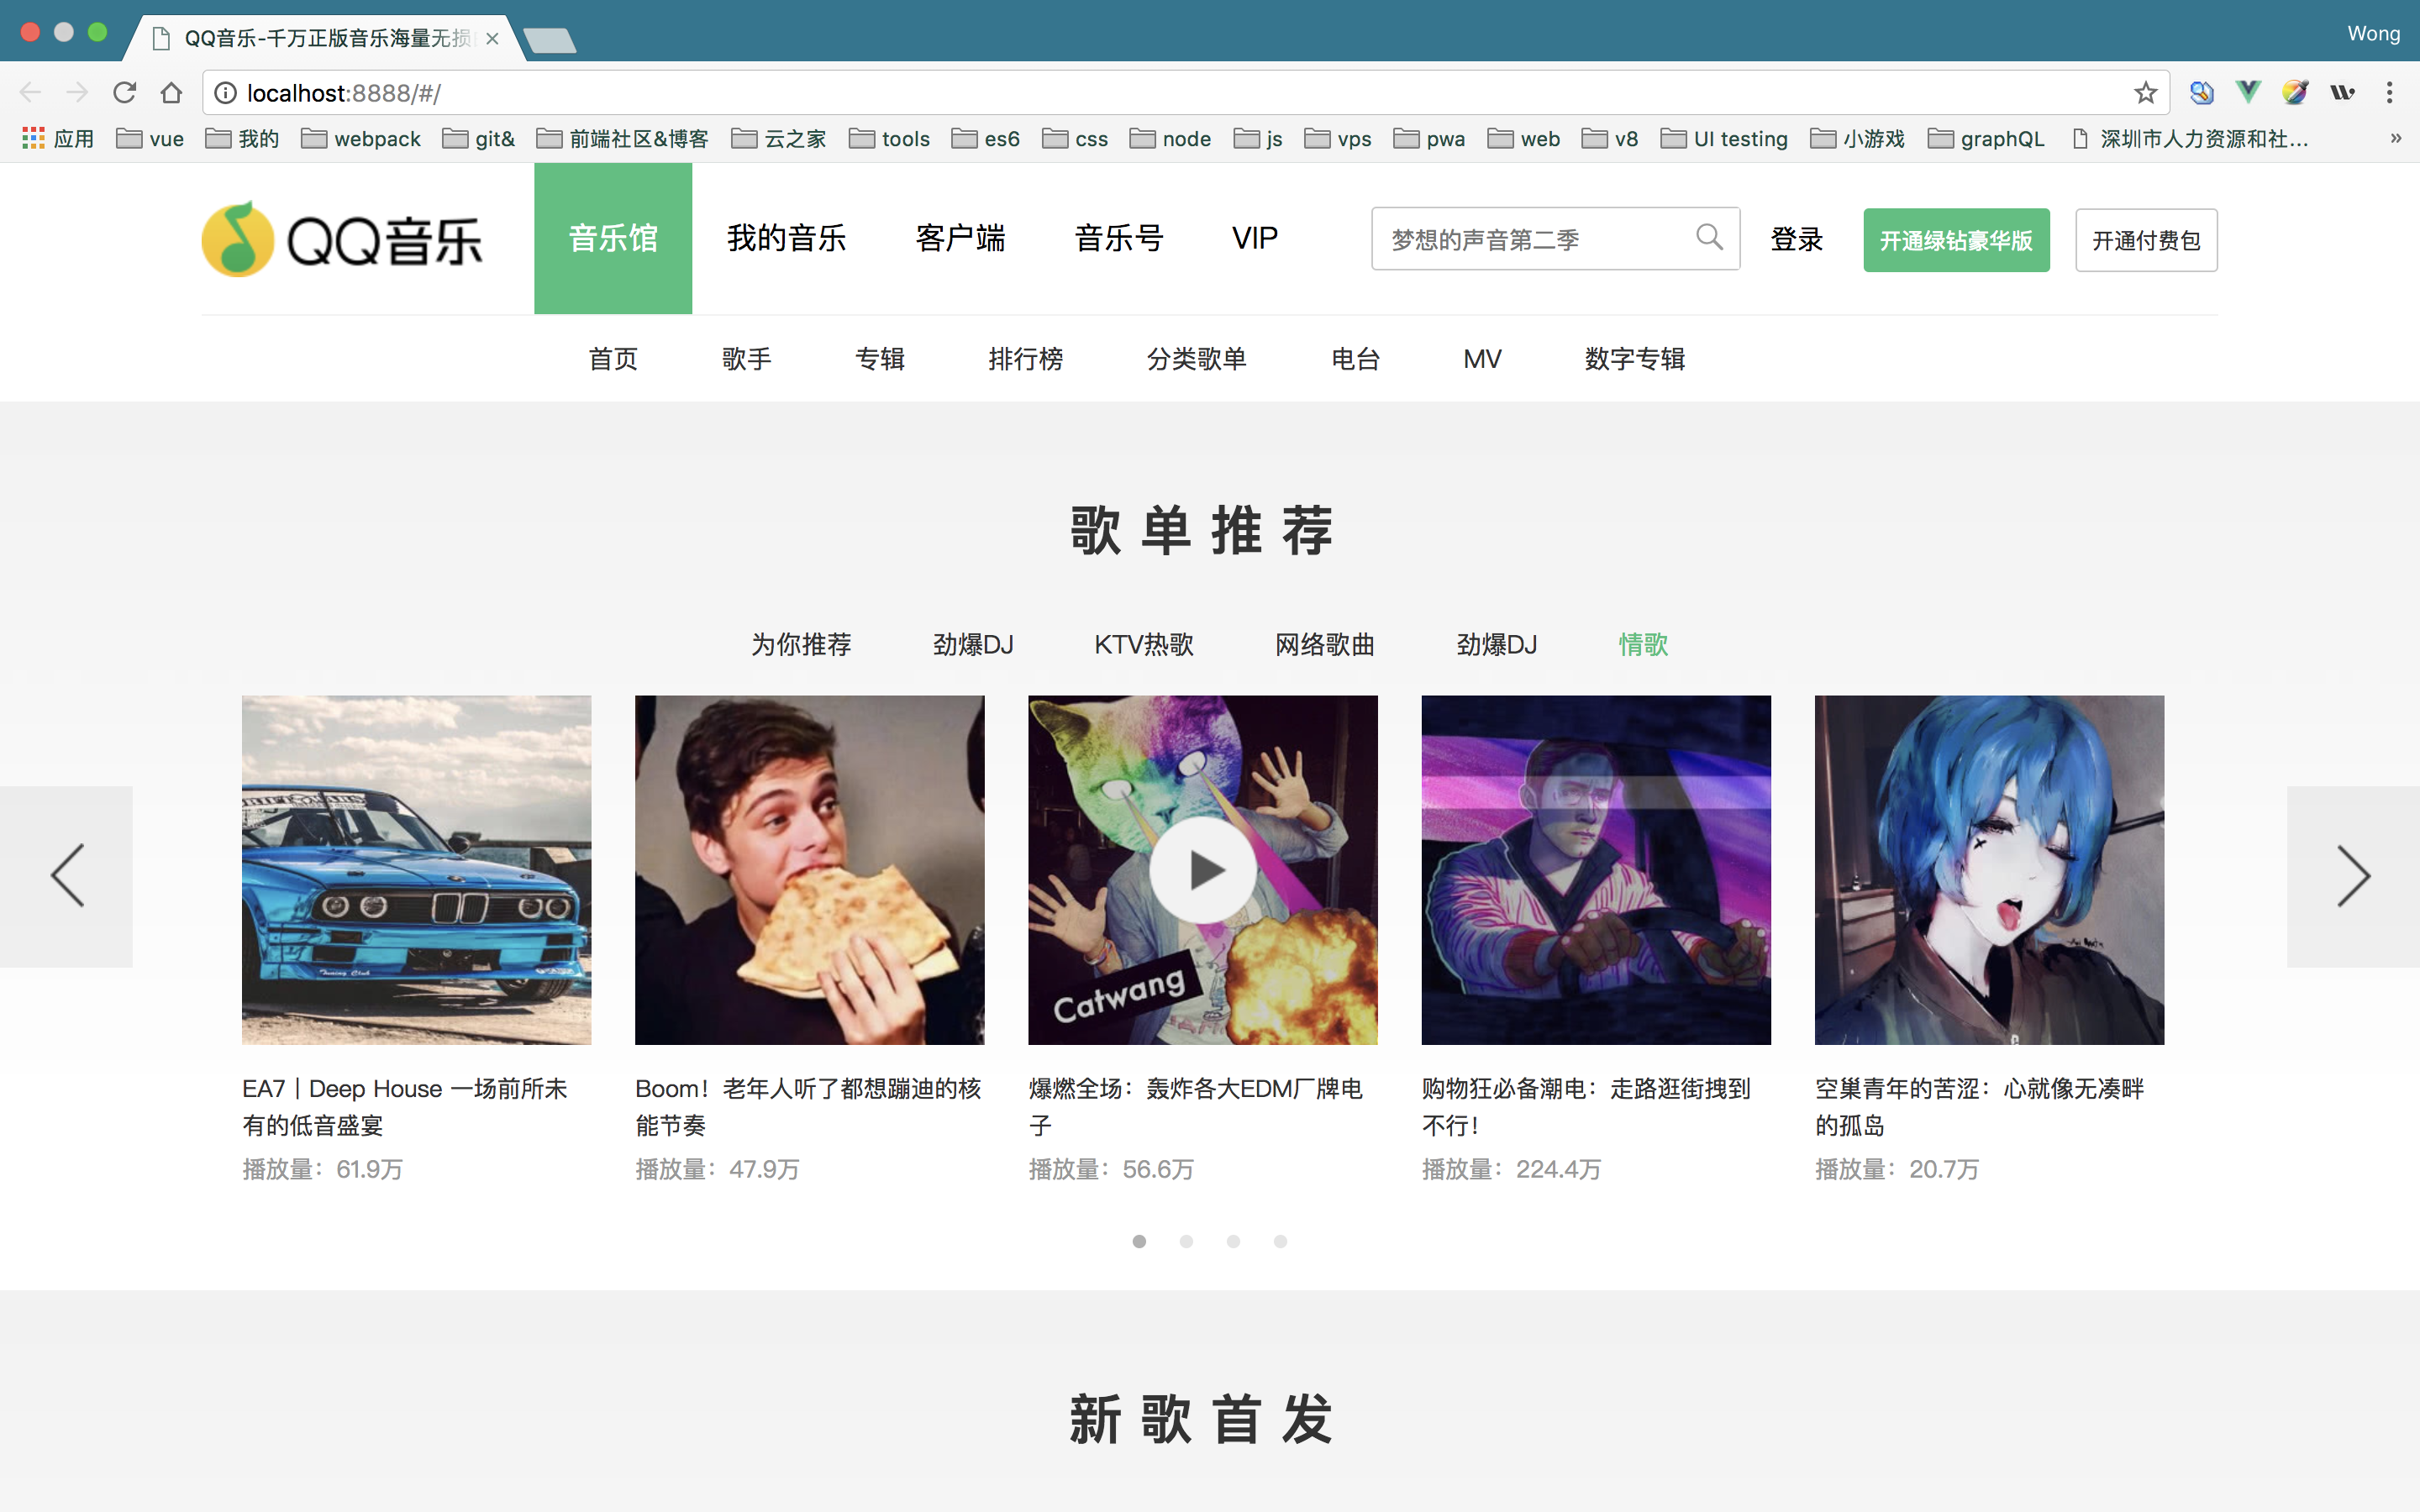 QQ音乐-千万正版音乐海量无损
Wong
localhost:8888/#/
应用 vue 我的 webpack git& 前端社区&博客 云之家 tools es6 css node js vps pwa web v8 UI testing 小游戏 graphQL 深圳市人力资源和社... »
QQ音乐 音乐馆 我的音乐 客户端 音乐号 VIP 梦想的声音第二季 登录 开通绿钻豪华版 开通付费包
首页 歌手 专辑 排行榜 分类歌单 电台 MV 数字专辑
歌单推荐
为你推荐 劲爆DJ KTV热歌 网络歌曲 劲爆DJ 情歌
Tuning Club
Catwang
EA7 | Deep House 一场前所未
有的低音盛宴
播放量：61.9万
Boom！老年人听了都想蹦迪的核
能节奏
播放量：47.9万
爆燃全场：轰炸各大EDM厂牌电
子
播放量：56.6万
购物狂必备潮电：走路逛街拽到
不行！
播放量：224.4万
空巢青年的苦涩：心就像无凑畔
的孤岛
播放量：20.7万
新歌首发